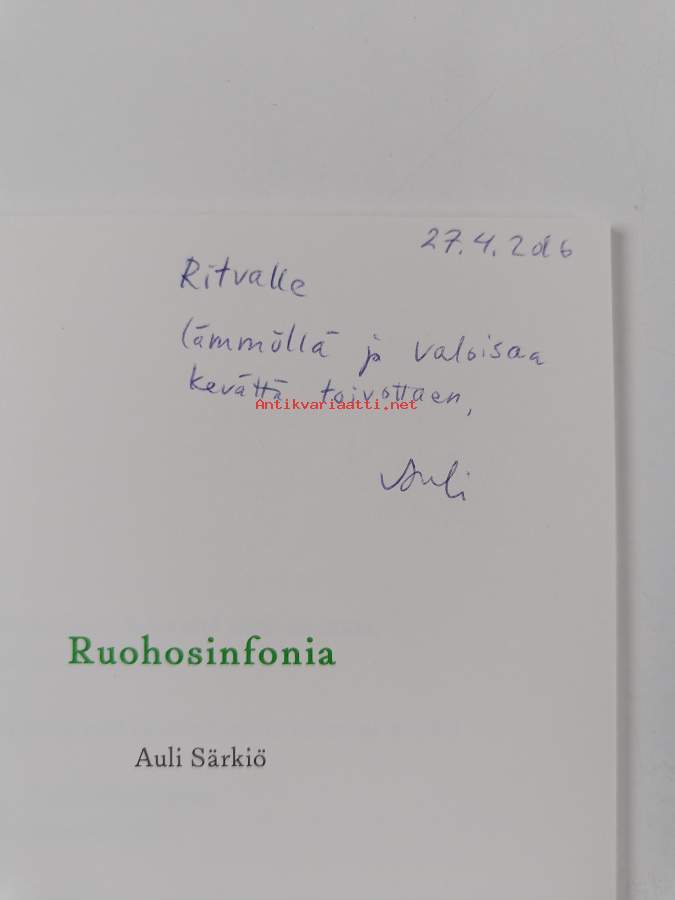 27.4.2016
Ritvalle
lämmöllä ja valoisaa
kevättä toivottaen,
Antikvariaatti.net
Auli
Ruohosinfonia
Auli Särkiö